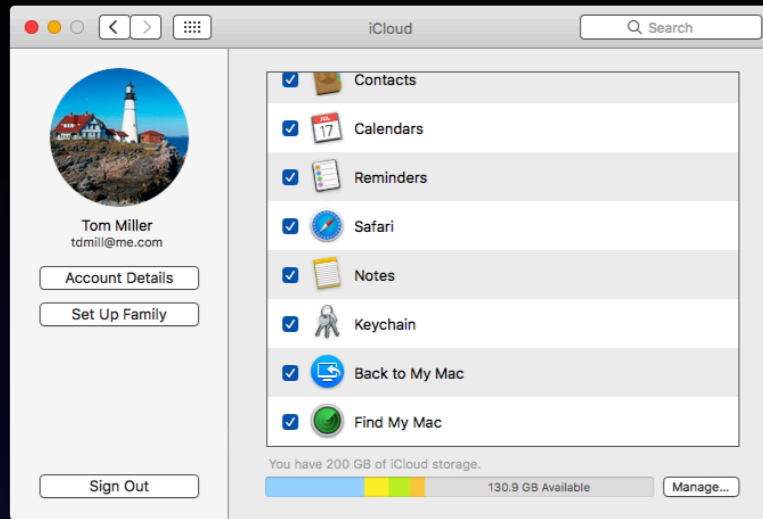 iCloud
Search
Tom Miller
tdmill@me.com
Account Details
Set Up Family
Sign Out
Contacts
JUL
17
Calendars
Reminders
Safari
Notes
Keychain
Back to My Mac
Find My Mac
You have 200 GB of iCloud storage.
130.9 GB Available
Manage...